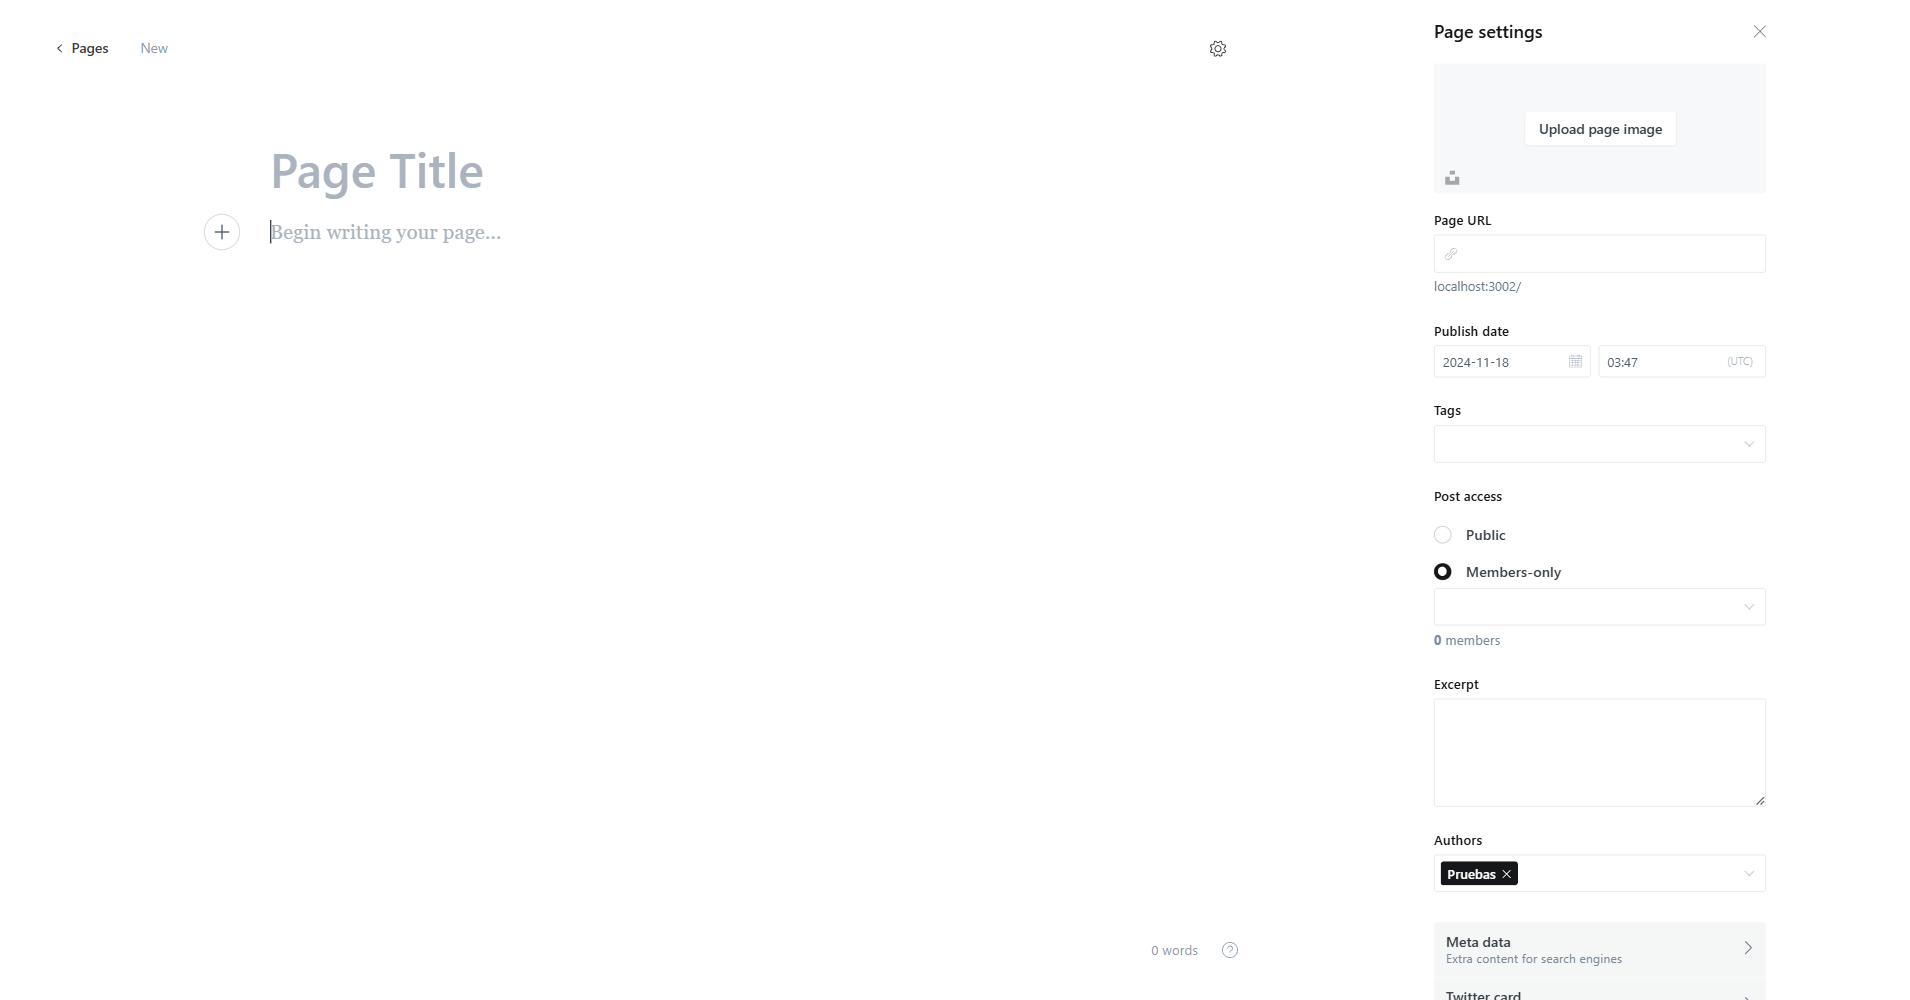 Pages
New
Page Title
Begin writing your page...
0 words
Page settings
Upload page image
Page URL
localhost:3002/
Publish date
2024-11-18
03:47
(UTC)
Tags
Post access
Public
Members-only
0 members
Excerpt
Authors
Pruebas
Meta data
Extra content for search engines
Twitter card